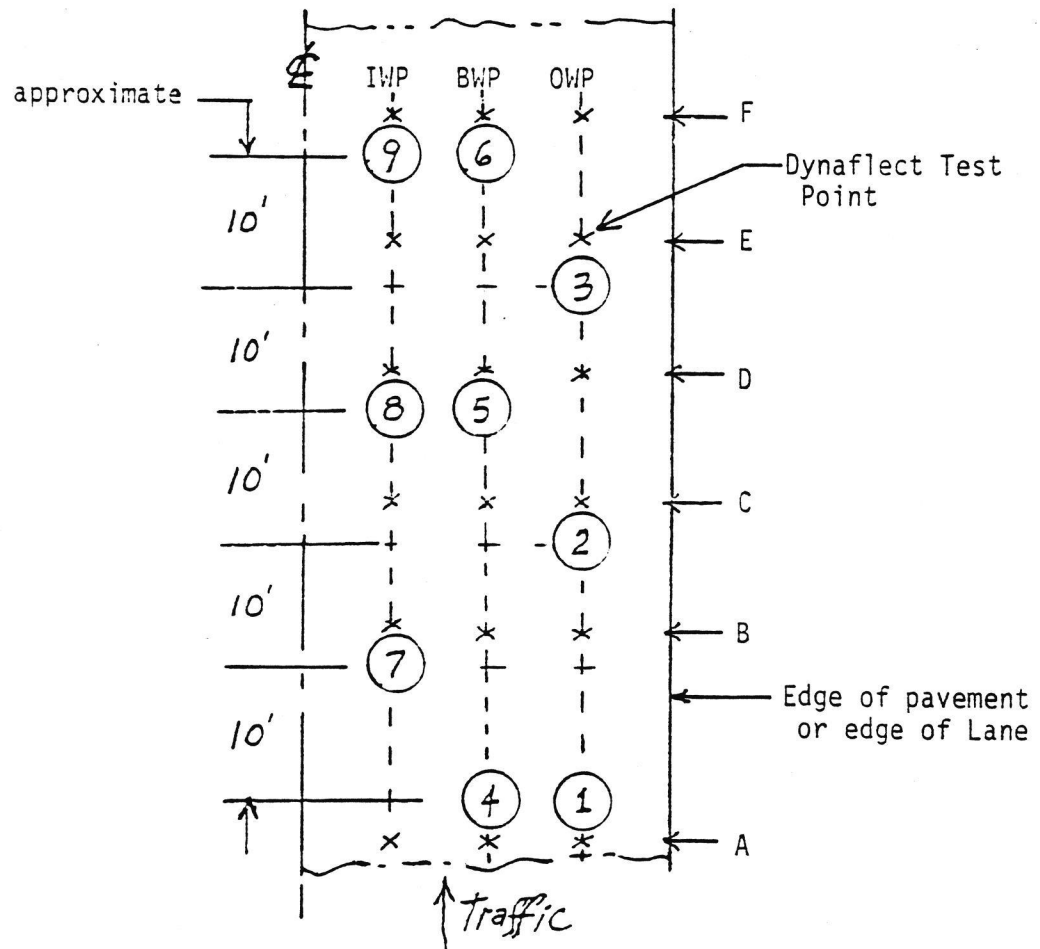 ℄ IWP BWP OWP
approximate
F
9 6
Dynaflect Test
Point
10'
E
3
10'
D
8 5
10'
C
2
10'
B
7
Edge of pavement
or edge of Lane
10'
4 1
A
Traffic